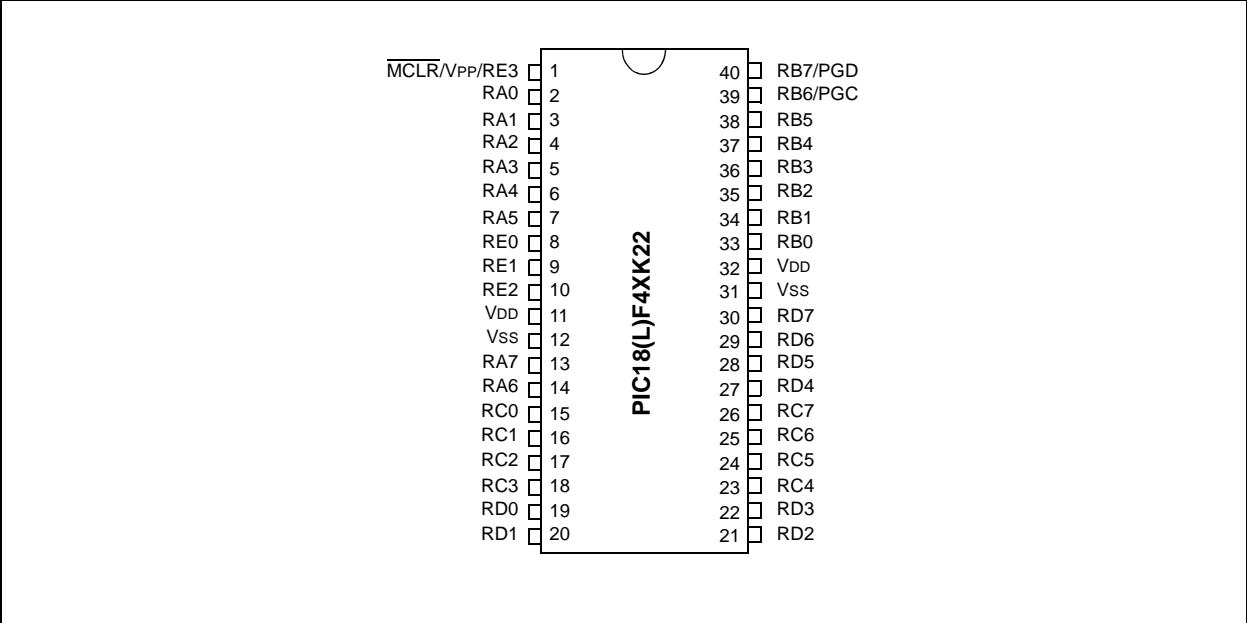 M̅C̅L̅R̅/VPP/RE3 1 40 RB7/PGD
RA0 2 39 RB6/PGC
RA1 3 38 RB5
RA2 4 37 RB4
RA3 5 36 RB3
RA4 6 35 RB2
RA5 7 34 RB1
RE0 8 33 RB0
RE1 9 32 VDD
RE2 10 31 VSS
VDD 11 30 RD7
VSS 12 29 RD6
RA7 13 28 RD5
RA6 14 27 RD4
RC0 15 26 RC7
RC1 16 25 RC6
RC2 17 24 RC5
RC3 18 23 RC4
RD0 19 22 RD3
RD1 20 21 RD2
PIC18(L)F4XK22